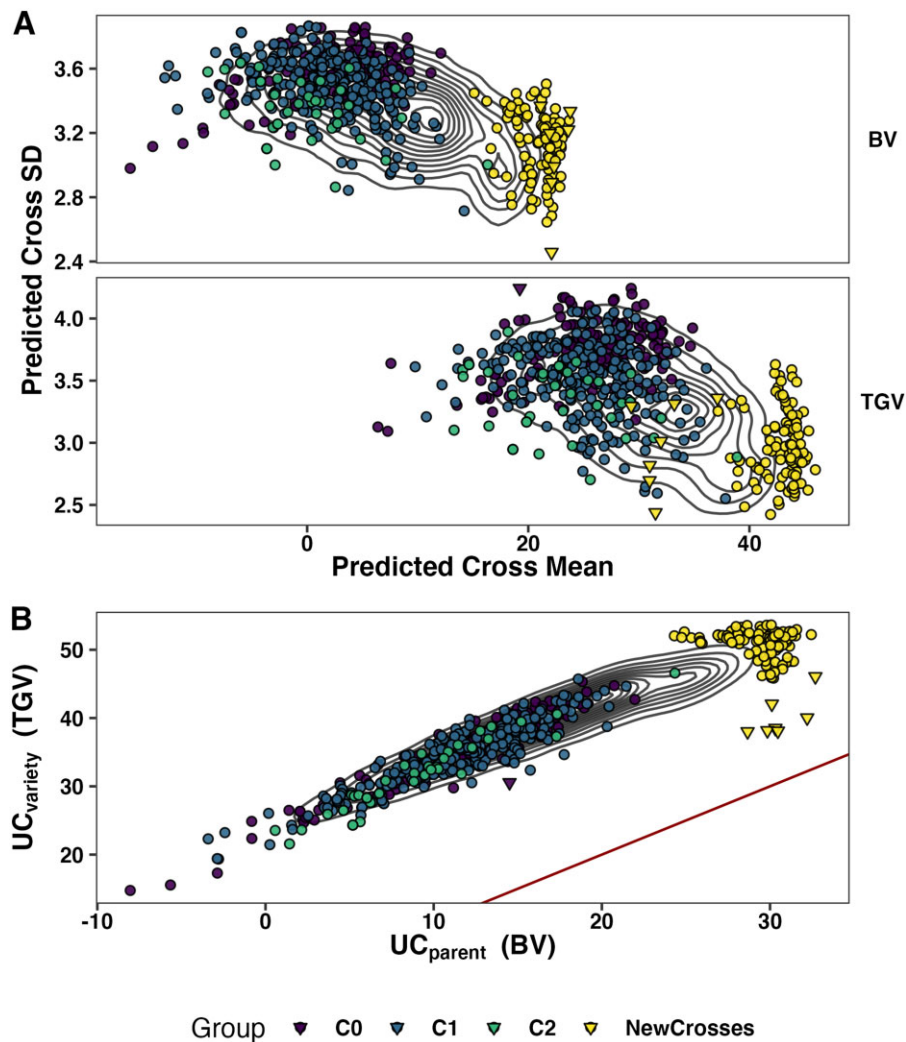 A
3.6
3.2
2.8
2.4
BV
Predicted Cross SD
4.0
3.5
3.0
2.5
TGV
0 20 40
Predicted Cross Mean
B
50
40
30
20
UCvariety (TGV)
-10 0 10 20 30
UCparent (BV)
Group C0 C1 C2 NewCrosses